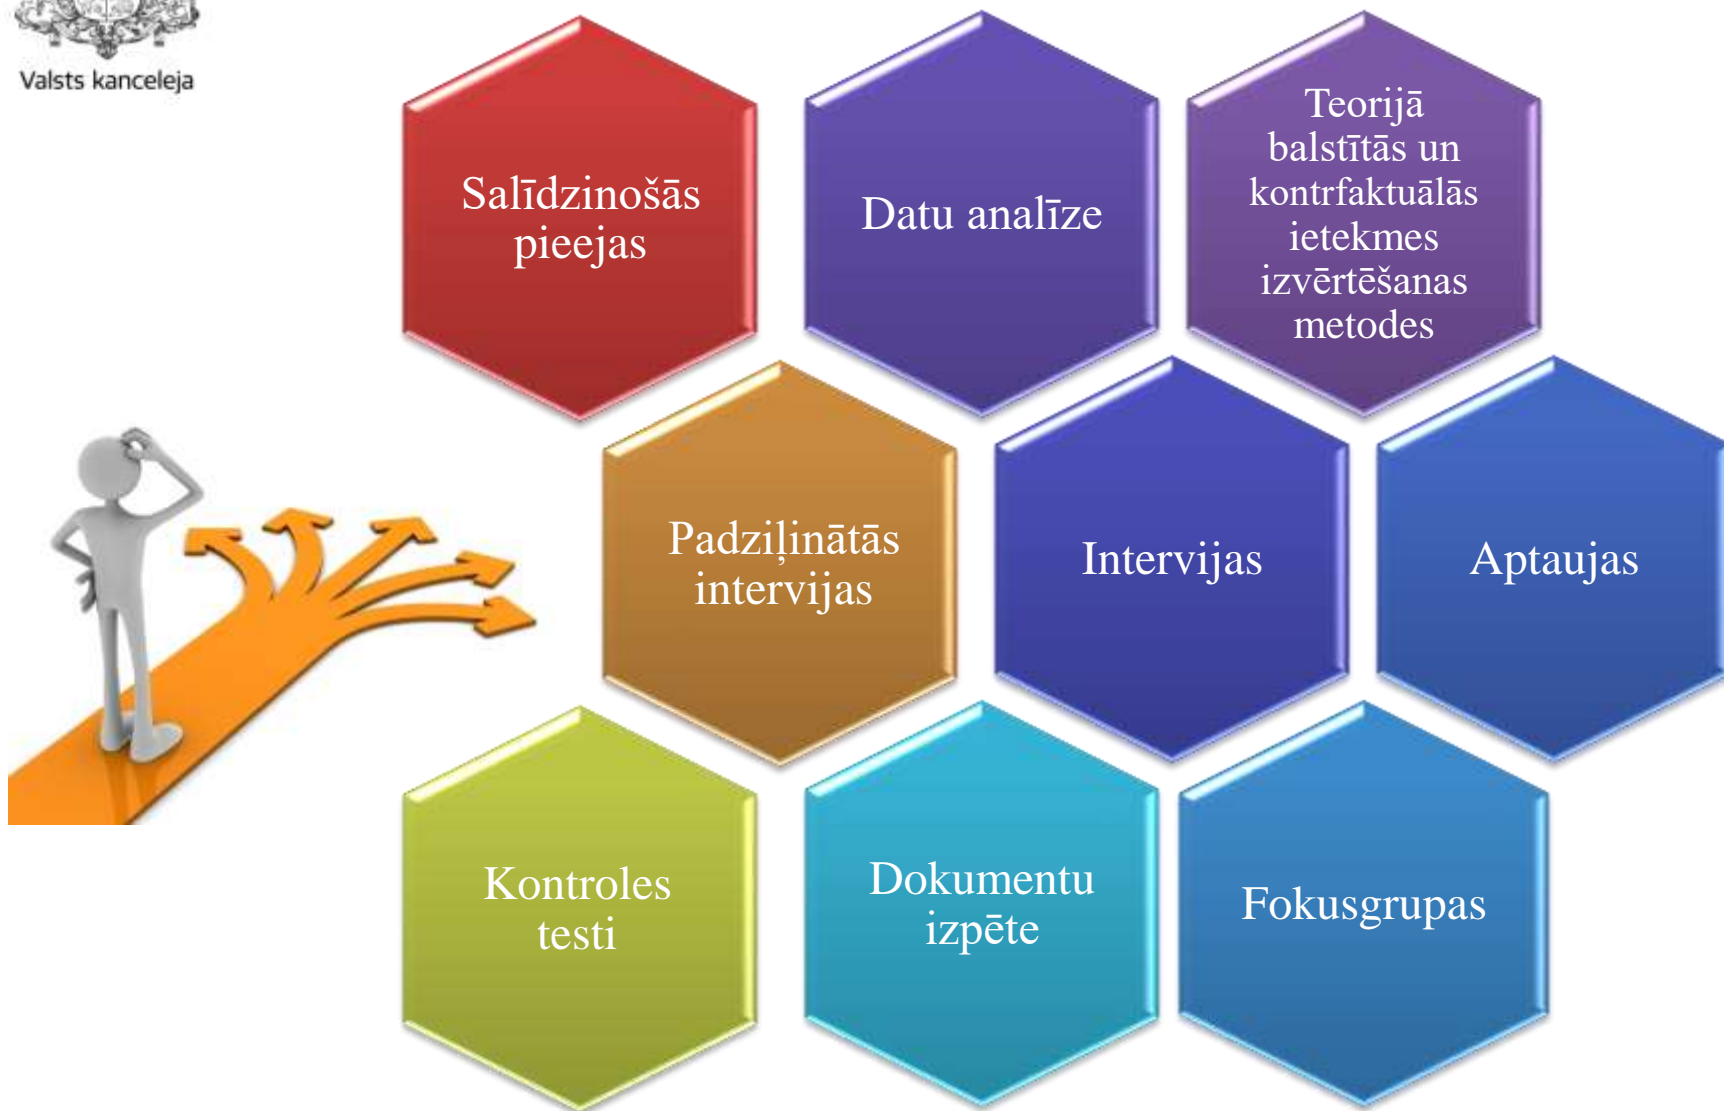 Valsts kanceleja
Salīdzinošās
pieejas
Datu analīze
Teorijā
balstītās un
kontrfaktuālās
ietekmes
izvērtēšanas
metodes
Padziļinātās
intervijas
Intervijas
Aptaujas
Kontroles
testi
Dokumentu
izpēte
Fokusgrupas